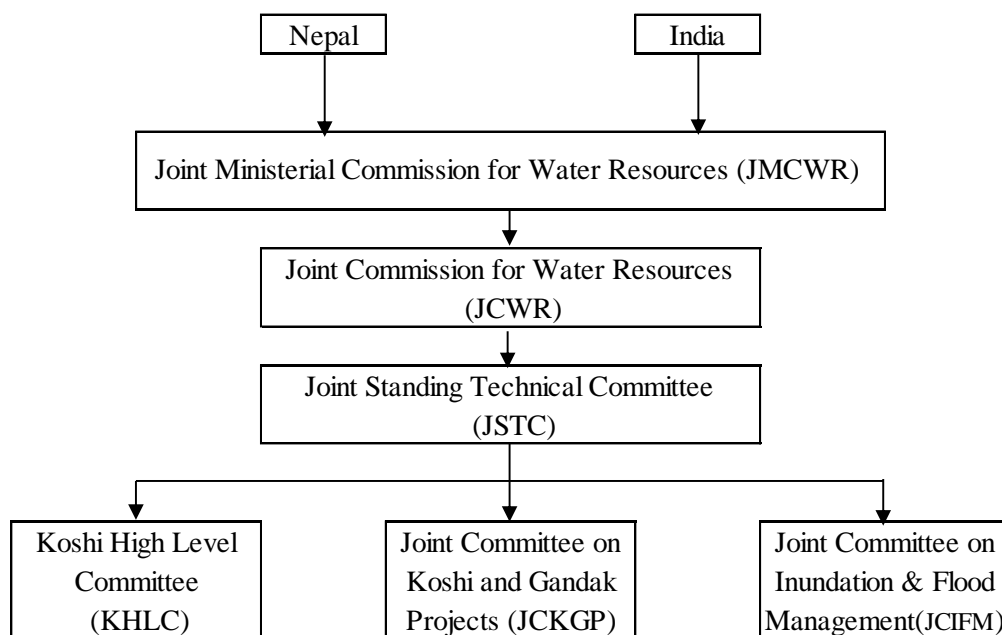 Nepal
India
Joint Ministerial Commission for Water Resources (JMCWR)
Joint Commission for Water Resources
(JCWR)
Joint Standing Technical Committee
(JSTC)
Koshi High Level
Committee
(KHLC)
Joint Committee on
Koshi and Gandak
Projects (JCKGP)
Joint Committee on
Inundation & Flood
Management(JCIFM)